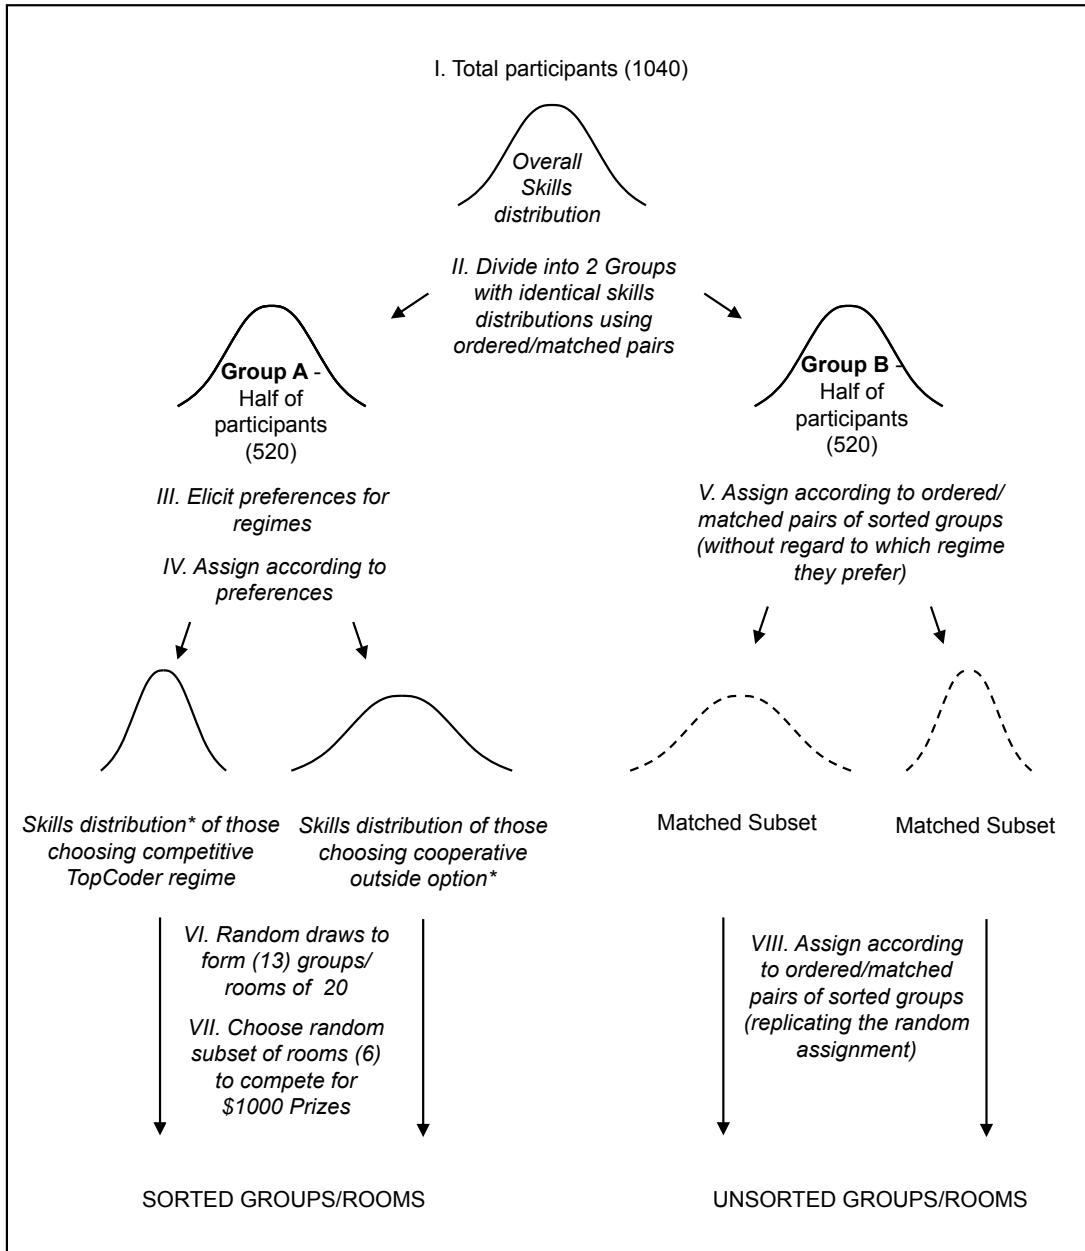 I. Total participants (1040)
Overall
Skills
distribution
II. Divide into 2 Groups
with identical skills
distributions using
ordered/matched pairs
Group A -
Half of
participants
(520)
Group B -
Half of
participants
(520)
III. Elicit preferences for
regimes
IV. Assign according to
preferences
V. Assign according to ordered/
matched pairs of sorted groups
(without regard to which regime
they prefer)
Skills distribution* of those
choosing competitive
TopCoder regime
Skills distribution of those
choosing cooperative
outside option*
Matched Subset
Matched Subset
VI. Random draws to
form (13) groups/
rooms of 20
VII. Choose random
subset of rooms (6)
to compete for
$1000 Prizes
VIII. Assign according
to ordered/matched
pairs of sorted groups
(replicating the random
assignment)
SORTED GROUPS/ROOMS
UNSORTED GROUPS/ROOMS